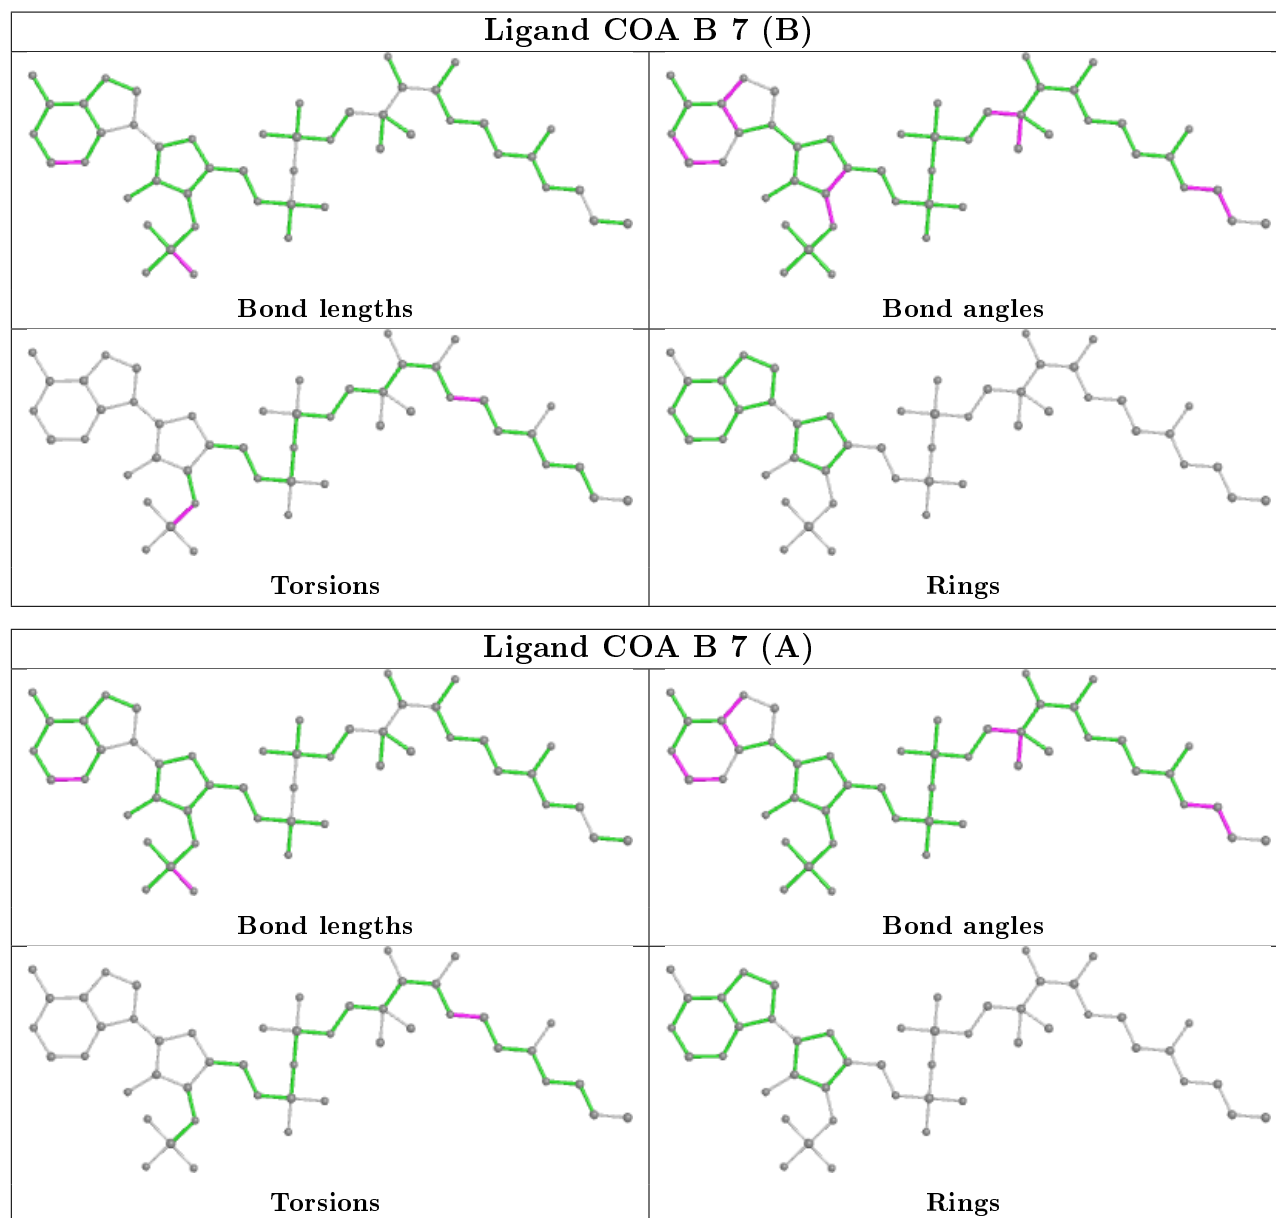 Ligand COA B 7 (B)
Bond lengths
Bond angles
Torsions
Rings
Ligand COA B 7 (A)
Bond lengths
Bond angles
Torsions
Rings